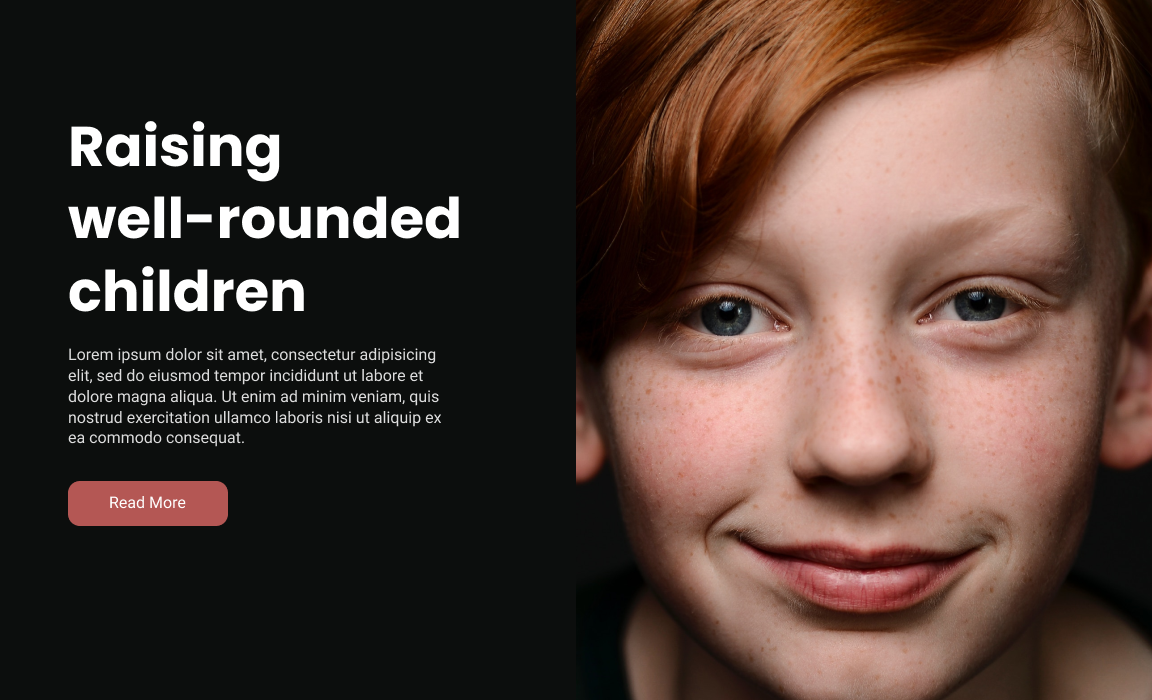 Raising
well-rounded
children
Lorem ipsum dolor sit amet, consectetur adipisicing
elit, sed do eiusmod tempor incididunt ut labore et
dolore magna aliqua. Ut enim ad minim veniam, quis
nostrud exercitation ullamco laboris nisi ut aliquip ex
ea commodo consequat.
Read More